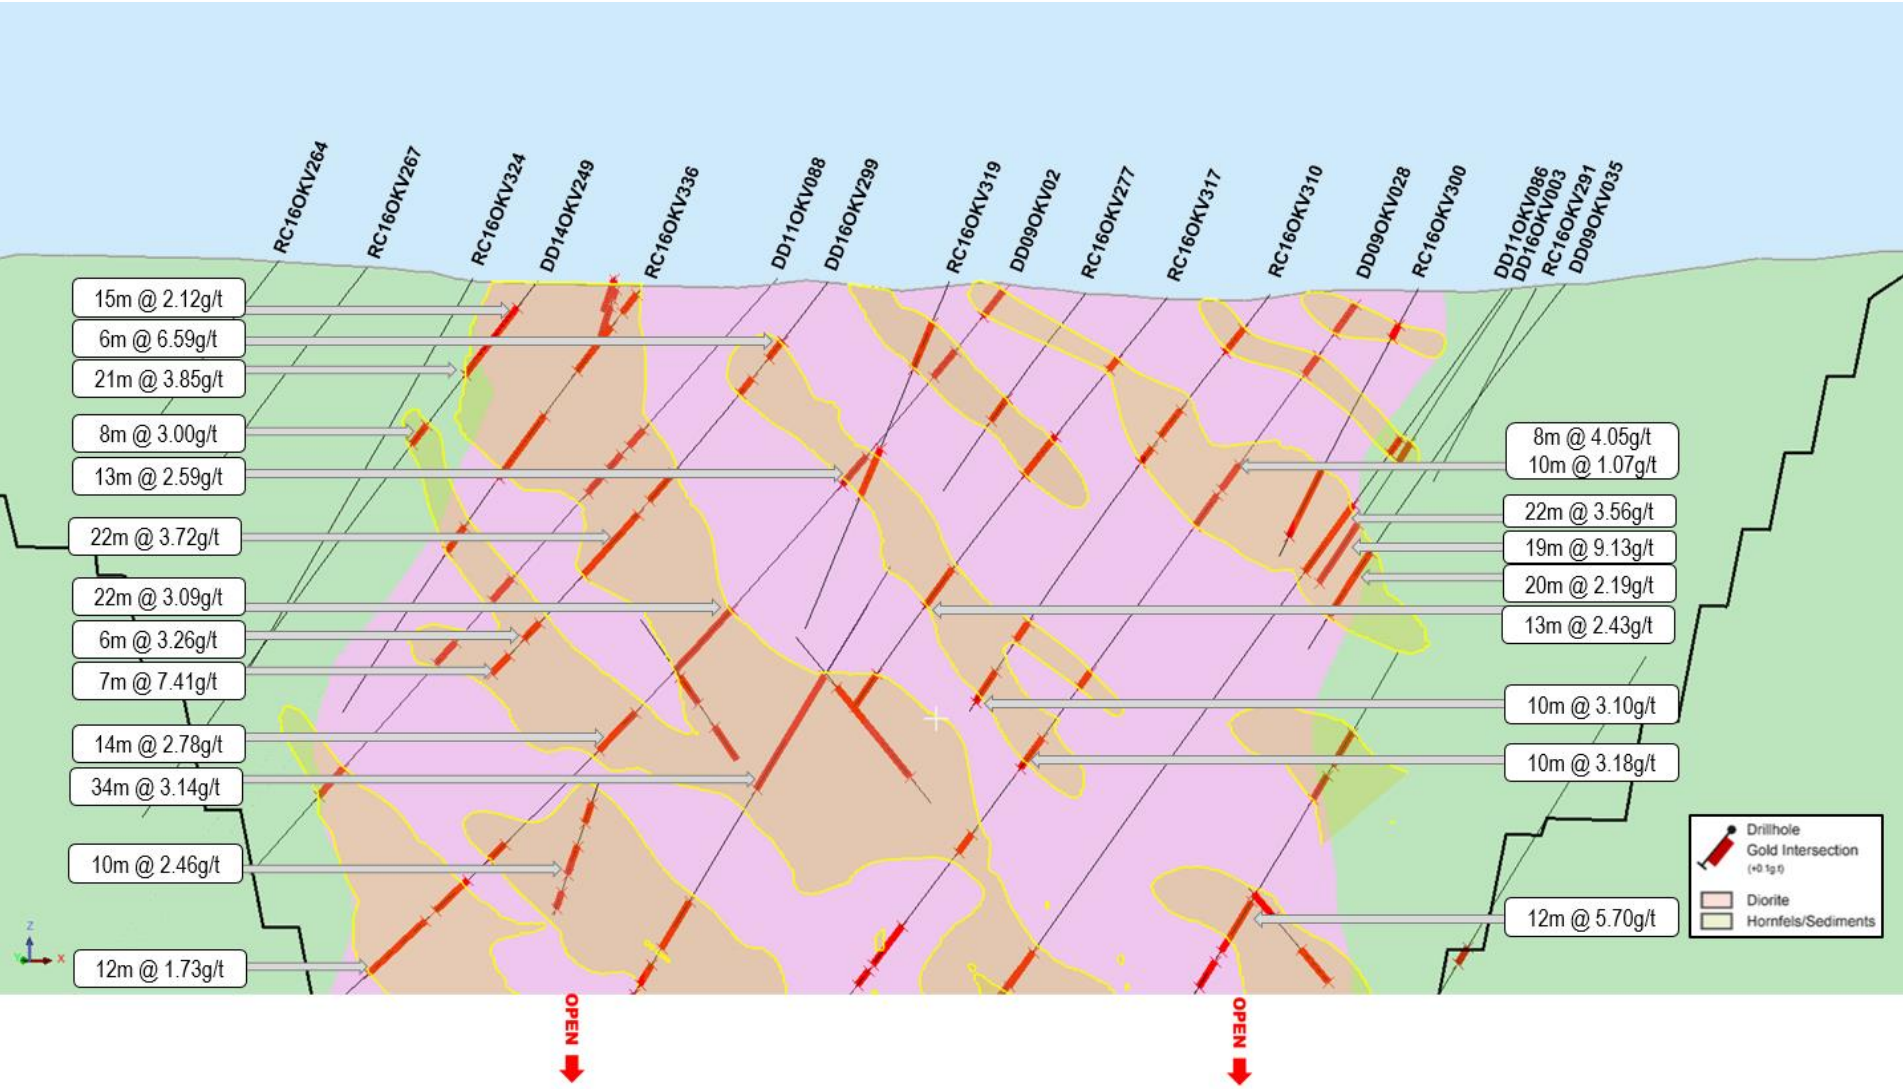 RC16OKV264
RC16OKV267
RC16OKV324
DD14OKV249
RC16OKV336
DD11OKV088
DD16OKV299
RC16OKV319
DD09OKV02
RC16OKV277
RC16OKV317
RC16OKV310
DD09OKV028
RC16OKV300
DD11OKV086
DD16OKV003
RC16OKV291
DD09OKV035
15m @ 2.12g/t
6m @ 6.59g/t
21m @ 3.85g/t
8m @ 3.00g/t
13m @ 2.59g/t
22m @ 3.72g/t
22m @ 3.09g/t
6m @ 3.26g/t
7m @ 7.41g/t
14m @ 2.78g/t
34m @ 3.14g/t
10m @ 2.46g/t
12m @ 1.73g/t
8m @ 4.05g/t
10m @ 1.07g/t
22m @ 3.56g/t
19m @ 9.13g/t
20m @ 2.19g/t
13m @ 2.43g/t
10m @ 3.10g/t
10m @ 3.18g/t
12m @ 5.70g/t
Drillhole
Gold Intersection
(+0.1g.t)
Diorite
Hornfels/Sediments
Z
Y
X
OPEN
OPEN